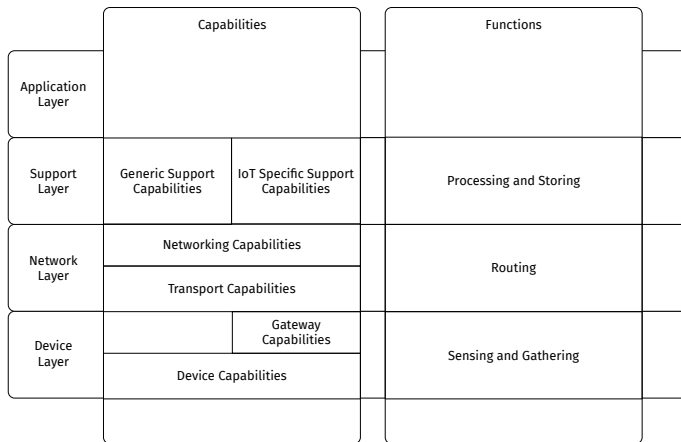 Capabilities
Functions
Application
Layer
Support
Layer
Generic Support
Capabilities
IoT Specific Support
Capabilities
Processing and Storing
Network
Layer
Networking Capabilities
Transport Capabilities
Routing
Device
Layer
Gateway
Capabilities
Device Capabilities
Sensing and Gathering